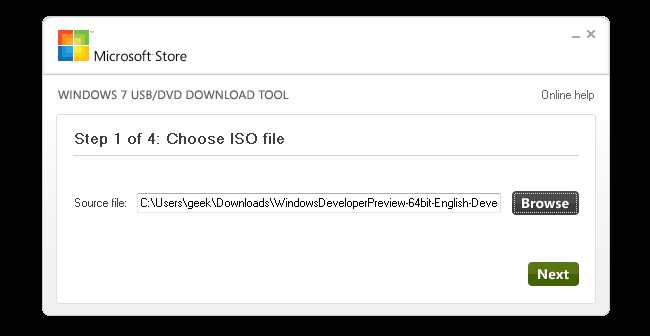 Microsoft Store
WINDOWS 7 USB/DVD DOWNLOAD TOOL
Online help
Step 1 of 4: Choose ISO file
Source file:
C:\Users\geek\Downloads\WindowsDeveloperPreview-64bit-English-Deve
Browse
Next